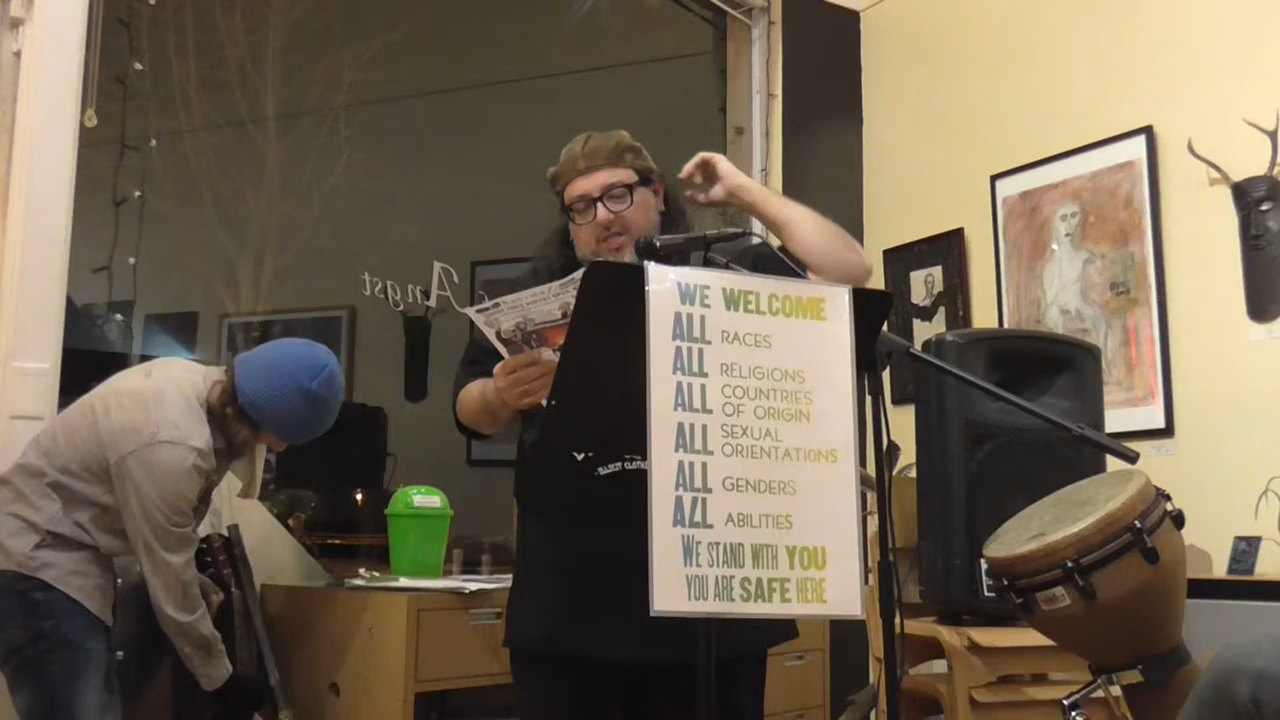 Angst
WE WELCOME
ALL RACES
ALL RELIGIONS
ALL COUNTRIES
OF ORIGIN
ALL SEXUAL
ORIENTATIONS
ALL GENDERS
ALL ABILITIES
WE STAND WITH YOU
YOU ARE SAFE HERE